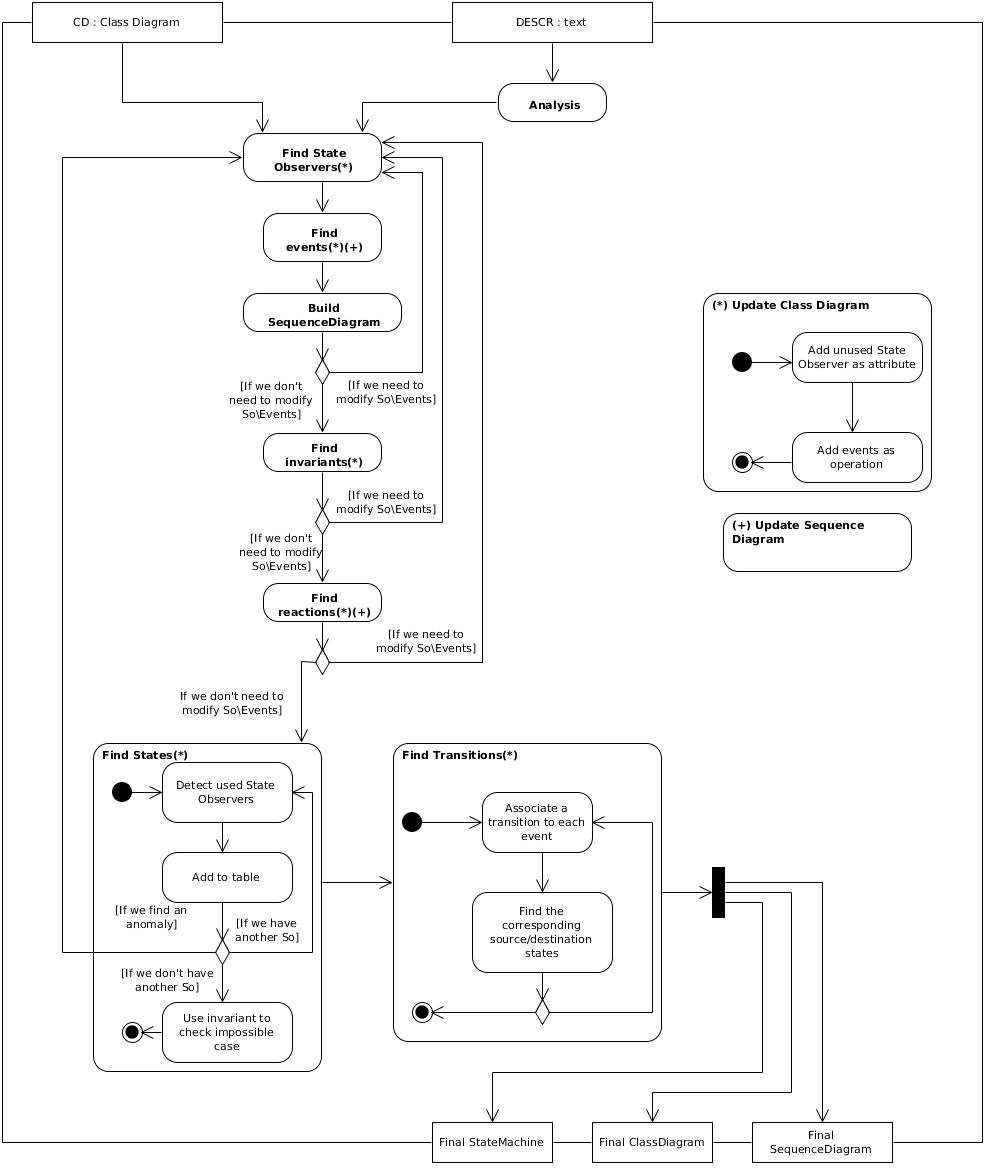 CD : Class Diagram
DESCR : text
Analysis
Find State
Observers(*)
Find
events(*)(+)
Build
SequenceDiagram
[If we don't
need to modify
So\Events]
[If we need to
modify So\Events]
Find
invariants(*)
[If we need to
modify So\Events]
[If we don't
need to modify
So\Events]
Find
reactions(*)(+)
[If we need to
modify So\Events]
If we don't need to
modify So\Events]
(*) Update Class Diagram
Add unused State
Observer as attribute
Add events as
operation
(+) Update Sequence
Diagram
Find States(*)
Detect used State
Observers
Add to table
[If we find an
anomaly]
[If we have
another So]
[If we don't have
another So]
Use invariant to
check impossible
case
Find Transitions(*)
Associate a
transition to each
event
Find the
corresponding
source/destination
states
Final StateMachine
Final ClassDiagram
Final
SequenceDiagram